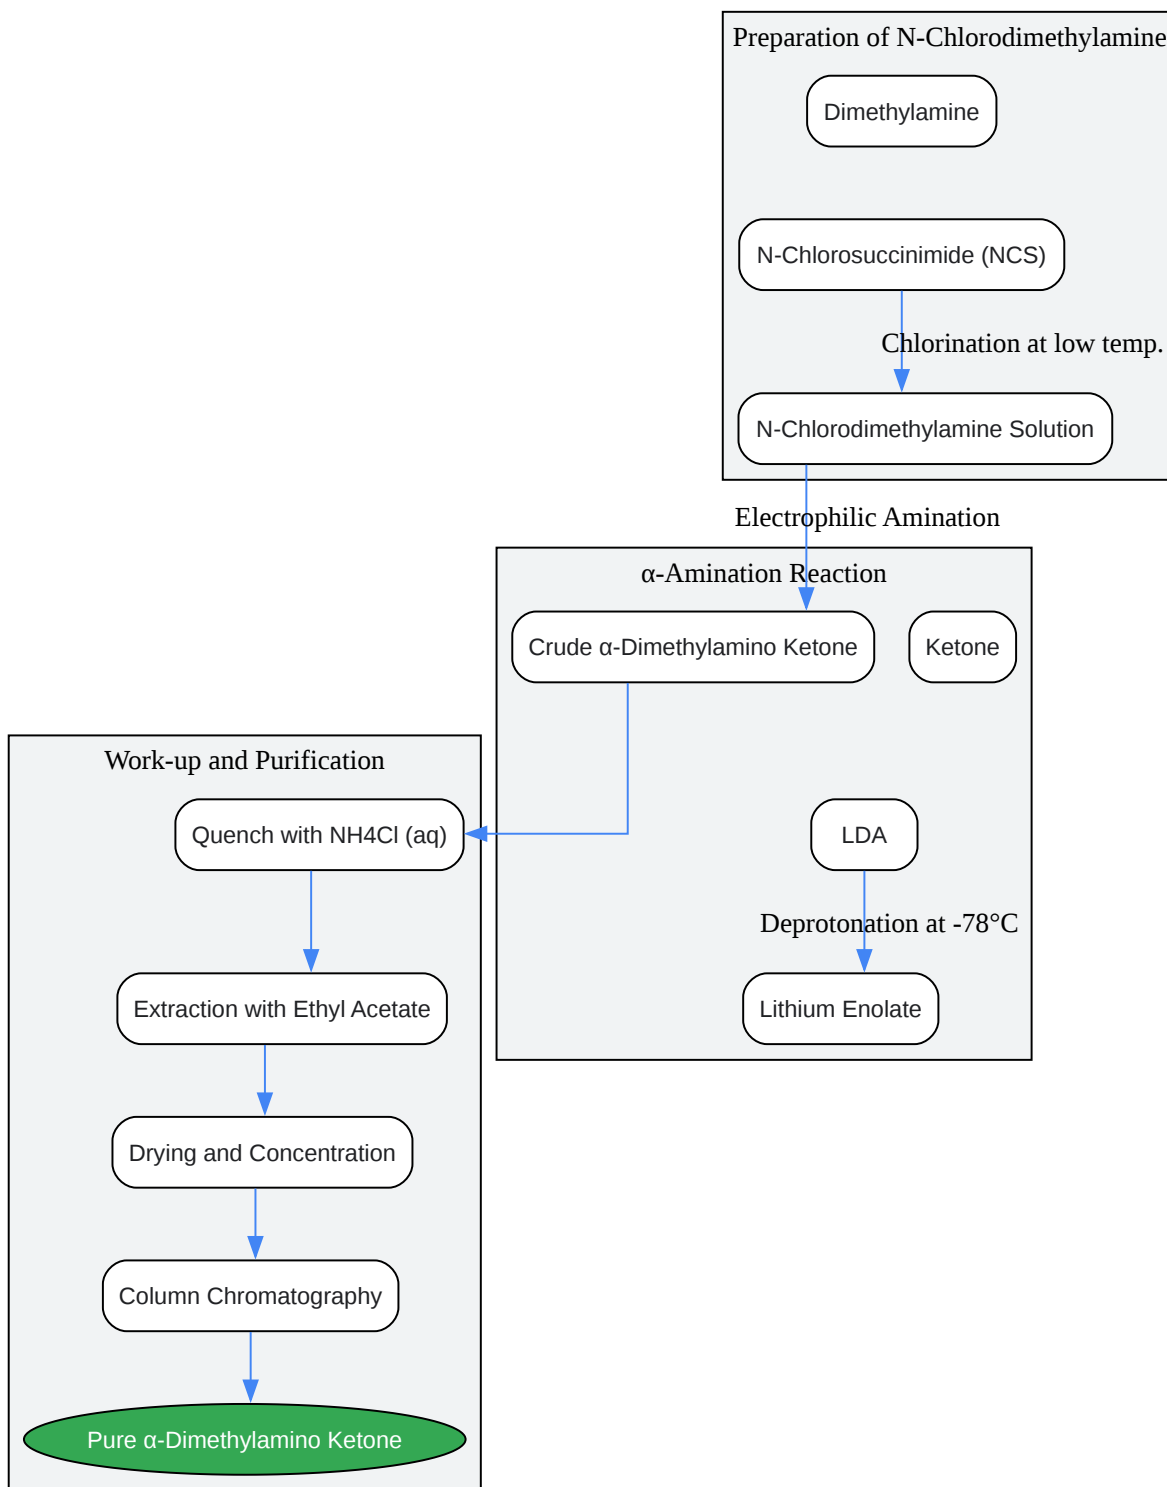 Preparation of N-Chlorodimethylamine
Dimethylamine
N-Chlorosuccinimide (NCS)
Chlorination at low temp.
N-Chlorodimethylamine Solution
Electrophilic Amination
α-Amination Reaction
Crude α-Dimethylamino Ketone
Ketone
LDA
Deprotonation at -78°C
Lithium Enolate
Work-up and Purification
Quench with NH4Cl (aq)
Extraction with Ethyl Acetate
Drying and Concentration
Column Chromatography
Pure α-Dimethylamino Ketone